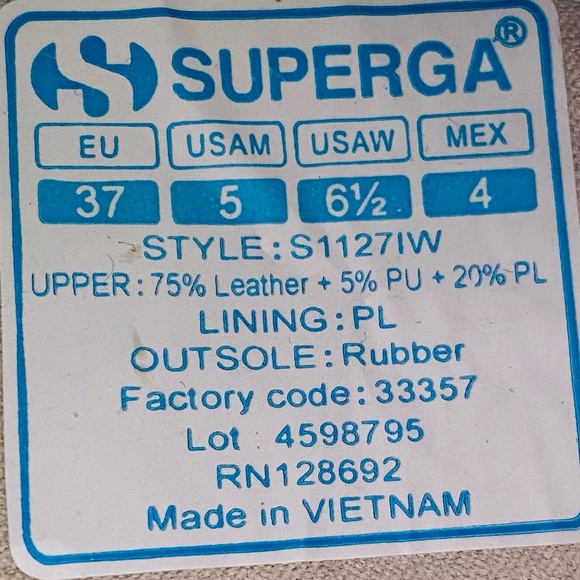 SUPERGA®
EU USAM USAW MEX
37 5 6½ 4
STYLE : S1127IW
UPPER : 75% Leather + 5% PU + 20% PL
LINING : PL
OUTSOLE : Rubber
Factory code : 33357
Lot : 4598795
RN128692
Made in VIETNAM